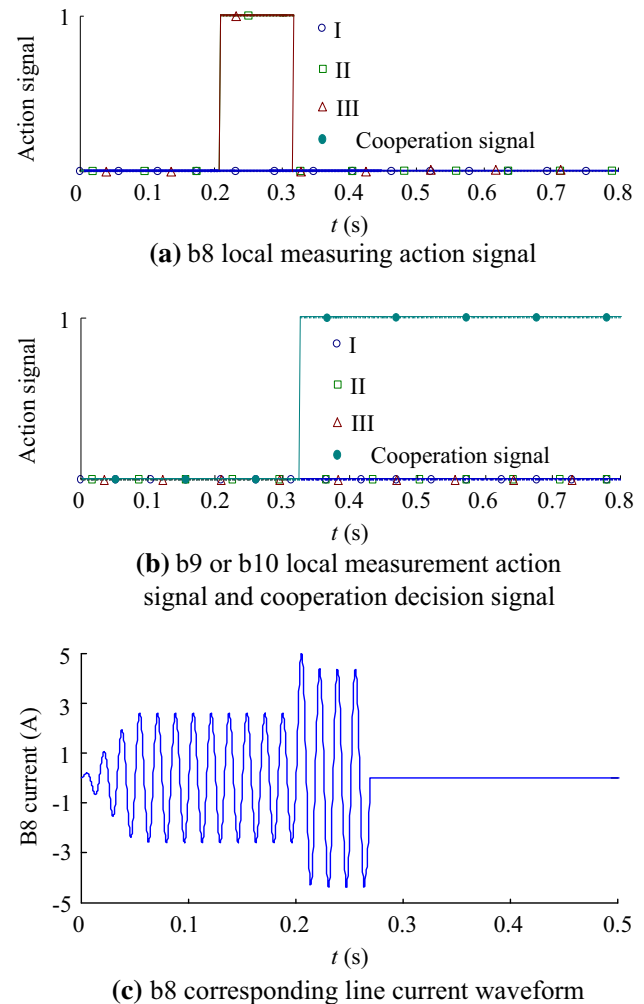 1
I
II
III
Cooperation signal
Action signal
0 0.1 0.2 0.3 0.4 0.5 0.6 0.7 0.8
t (s)
(a) b8 local measuring action signal
1
I
II
III
Cooperation signal
Action signal
0 0.1 0.2 0.3 0.4 0.5 0.6 0.7 0.8
t (s)
(b) b9 or b10 local measurement action
signal and cooperation decision signal
5
3
1
-1
-3
-5
B8 current (A)
0 0.1 0.2 0.3 0.4 0.5
t (s)
(c) b8 corresponding line current waveform